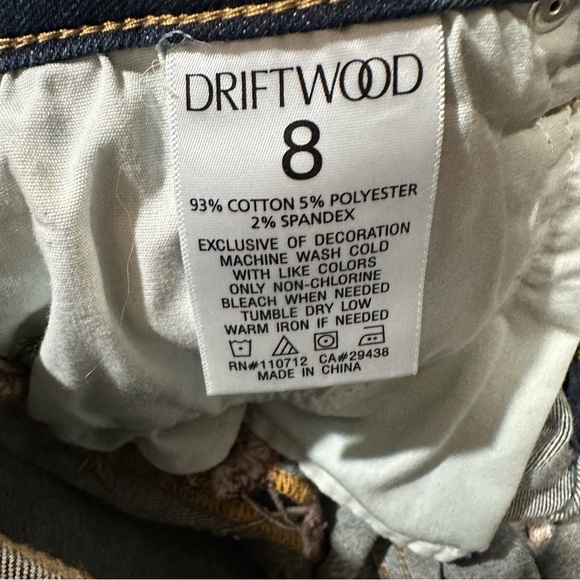 DRIFTWOOD
8
93% COTTON 5% POLYESTER
2% SPANDEX
EXCLUSIVE OF DECORATION
MACHINE WASH COLD
WITH LIKE COLORS
ONLY NON-CHLORINE
BLEACH WHEN NEEDED
TUMBLE DRY LOW
WARM IRON IF NEEDED
RN#110712 CA#29438
MADE IN CHINA